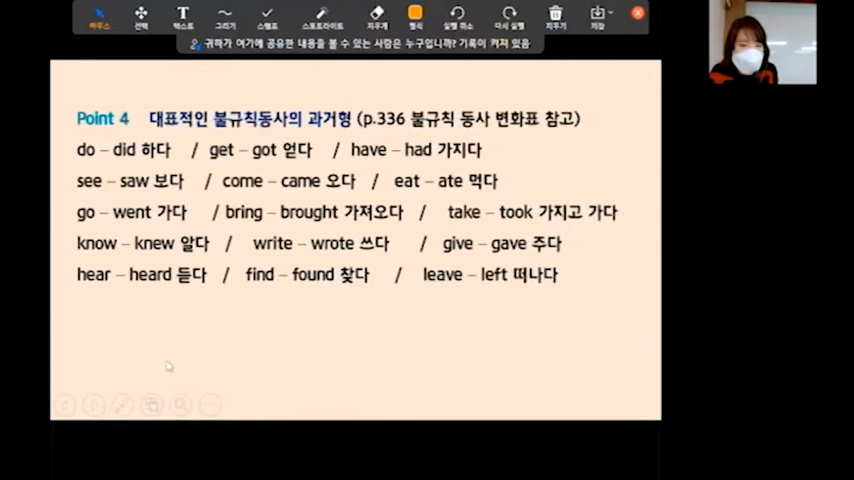 마우스 선택 텍스트 그리기 스탬프 스포트라이트 지우개 형식 실행 취소 다시 실행 지우기 저장
귀하가 여기에 공유한 내용을 볼 수 있는 사람은 누구입니까? 기록이 켜져 있음
Point 4 대표적인 불규칙동사의 과거형 (p.336 불규칙 동사 변화표 참고)
do – did 하다 / get – got 얻다 / have – had 가지다
see – saw 보다 / come – came 오다 / eat – ate 먹다
go – went 가다 / bring – brought 가져오다 / take – took 가지고 가다
know – knew 알다 / write – wrote 쓰다 / give – gave 주다
hear – heard 듣다 / find – found 찾다 / leave – left 떠나다